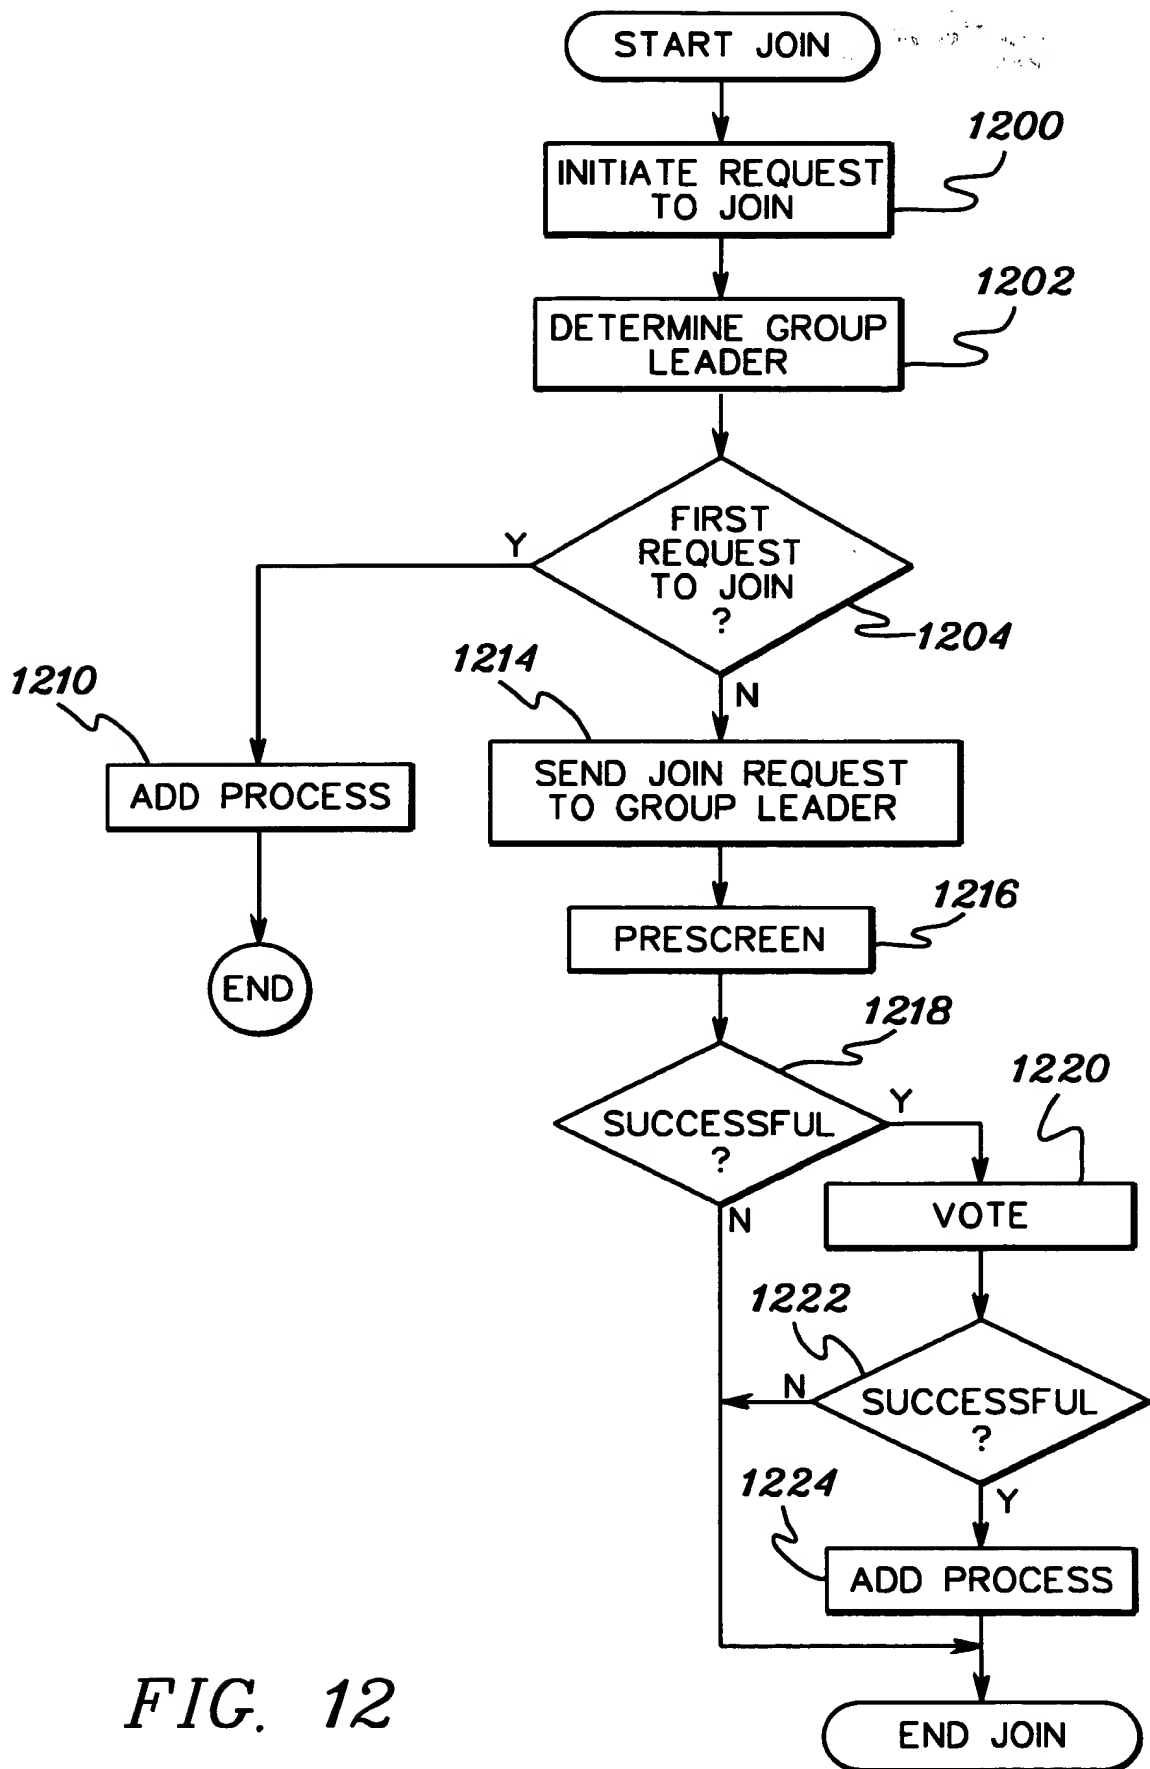 START JOIN
1200
INITIATE REQUEST
TO JOIN
1202
DETERMINE GROUP
LEADER
FIRST
REQUEST
TO JOIN
?
Y
1204
N
1210
ADD PROCESS
END
1214
SEND JOIN REQUEST
TO GROUP LEADER
1216
PRESCREEN
1218
SUCCESSFUL
?
Y
N
1220
VOTE
1222
SUCCESSFUL
?
N
Y
1224
ADD PROCESS
END JOIN
FIG. 12